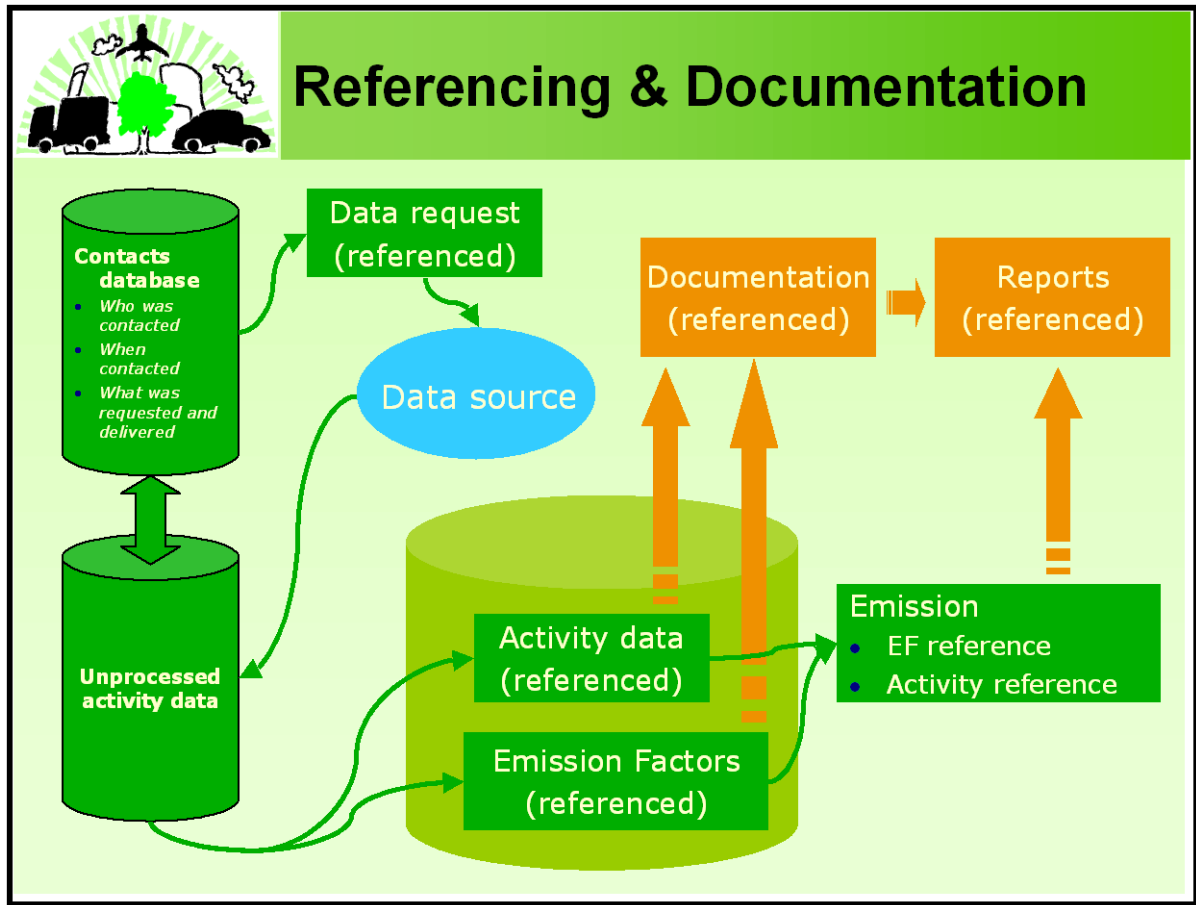 Referencing & Documentation
Contacts
database
• Who was
contacted
• When
contacted
• What was
requested and
delivered
Data request
(referenced)
Data source
Documentation
(referenced)
Reports
(referenced)
Unprocessed
activity data
Activity data
(referenced)
Emission Factors
(referenced)
Emission
• EF reference
• Activity reference